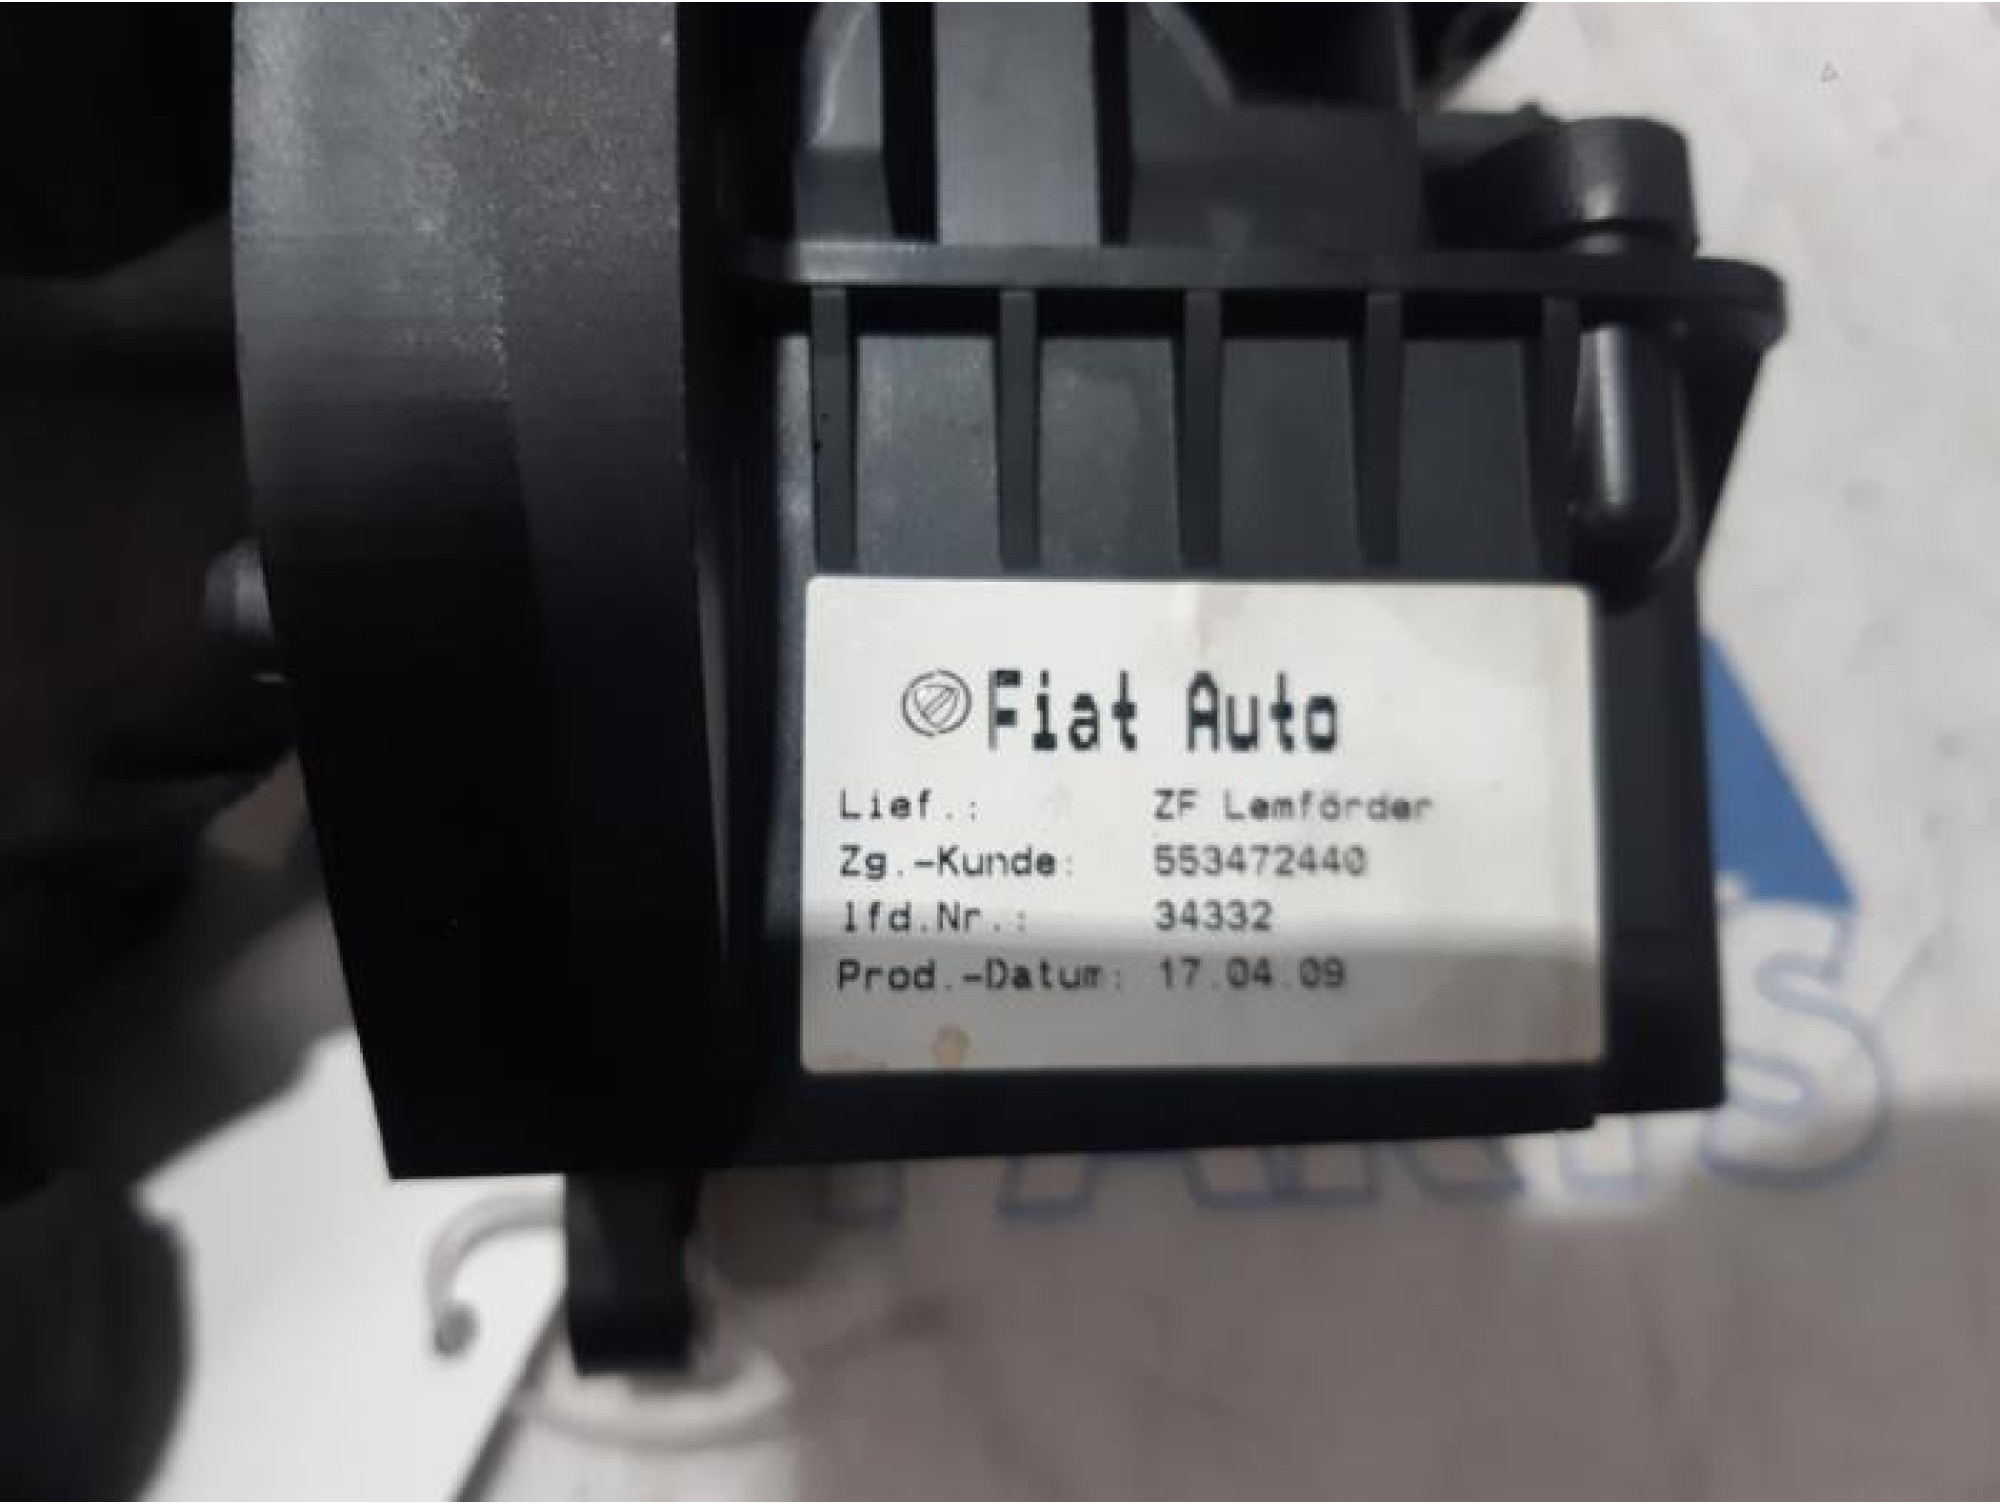 Fiat Auto
Lief.: ZF Lemförder
Zg.-Kunde: 553472440
lfd.Nr.: 34332
Prod.-Datum: 17.04.09